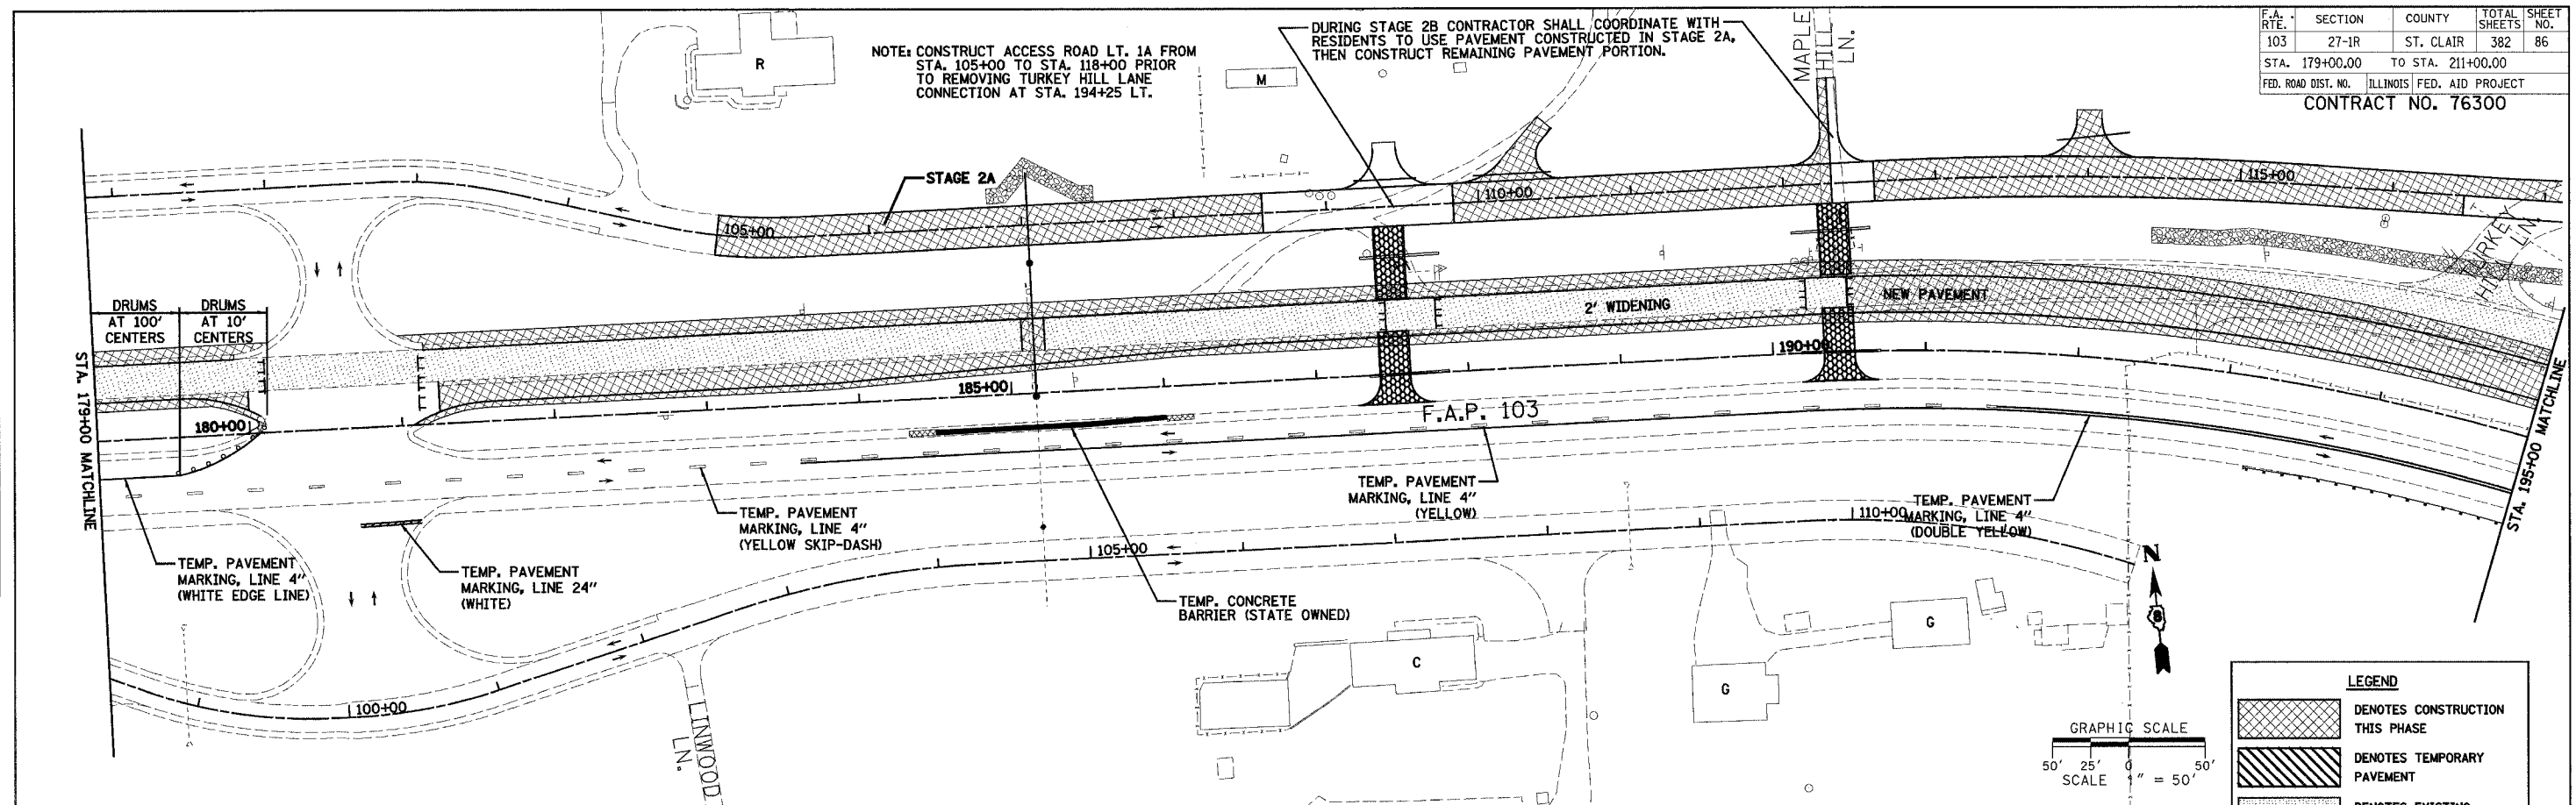 F.A. RTE. SECTION COUNTY TOTAL SHEETS SHEET NO.
103 27-1R ST. CLAIR 382 86
STA. 179+00.00 TO STA. 211+00.00
FED. ROAD DIST. NO. ILLINOIS FED. AID PROJECT
CONTRACT NO. 76300
NOTE: CONSTRUCT ACCESS ROAD LT. 1A FROM
STA. 105+00 TO STA. 118+00 PRIOR
TO REMOVING TURKEY HILL LANE
CONNECTION AT STA. 194+25 LT.
DURING STAGE 2B CONTRACTOR SHALL COORDINATE WITH
RESIDENTS TO USE PAVEMENT CONSTRUCTED IN STAGE 2A,
THEN CONSTRUCT REMAINING PAVEMENT PORTION.
MAPLE
HILL
LN.
R
M
STAGE 2A
105+00
110+00
115+00
TURKEY
HILL
LN.
DRUMS
AT 100'
CENTERS
DRUMS
AT 10'
CENTERS
2' WIDENING
NEW PAVEMENT
STA. 179+00 MATCHLINE
180+00
185+00
190+00
F.A.P. 103
STA. 195+00 MATCHLINE
TEMP. PAVEMENT
MARKING, LINE 4"
(WHITE EDGE LINE)
TEMP. PAVEMENT
MARKING, LINE 24"
(WHITE)
TEMP. PAVEMENT
MARKING, LINE 4"
(YELLOW SKIP-DASH)
TEMP. CONCRETE
BARRIER (STATE OWNED)
TEMP. PAVEMENT
MARKING, LINE 4"
(YELLOW)
TEMP. PAVEMENT
MARKING, LINE 4"
(DOUBLE YELLOW)
100+00
105+00
110+00
LINWOOD
LN.
C
G
G
N
8
GRAPHIC SCALE
50' 25' 0 50'
SCALE 1" = 50'
LEGEND
DENOTES CONSTRUCTION
THIS PHASE
DENOTES TEMPORARY
PAVEMENT
DENOTES EXISTING